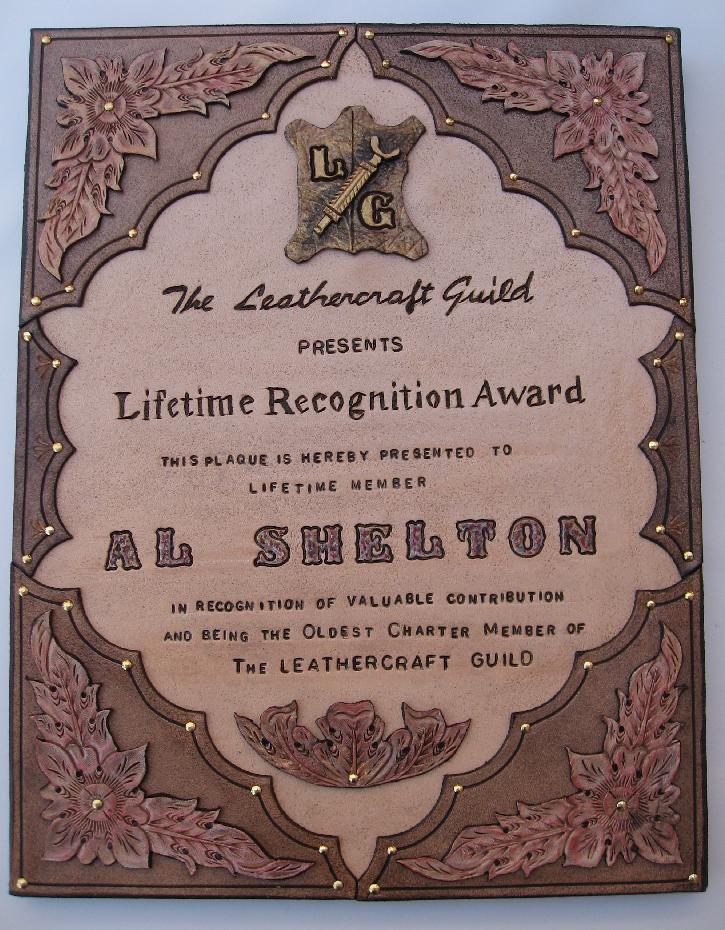 L G
The Leathercraft Guild
PRESENTS
Lifetime Recognition Award
THIS PLAQUE IS HEREBY PRESENTED TO
LIFETIME MEMBER
AL SHELTON
IN RECOGNITION OF VALUABLE CONTRIBUTION
AND BEING THE OLDEST CHARTER MEMBER OF
THE LEATHERCRAFT GUILD